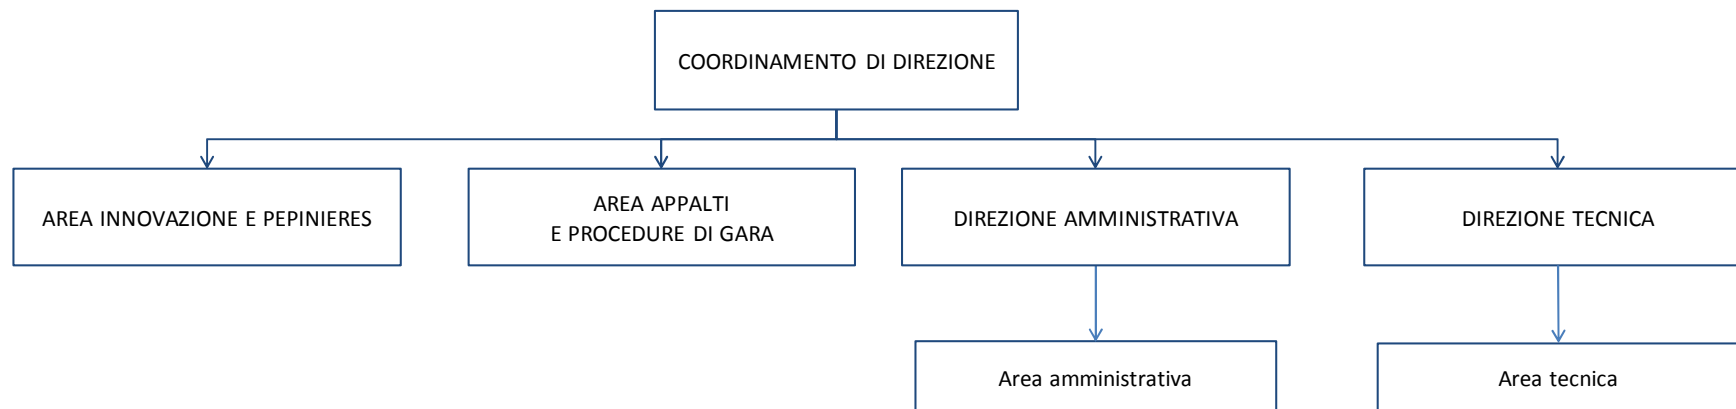 COORDINAMENTO DI DIREZIONE
AREA INNOVAZIONE E PEPINIERES
AREA APPALTI
E PROCEDURE DI GARA
DIREZIONE AMMINISTRATIVA
DIREZIONE TECNICA
Area amministrativa
Area tecnica